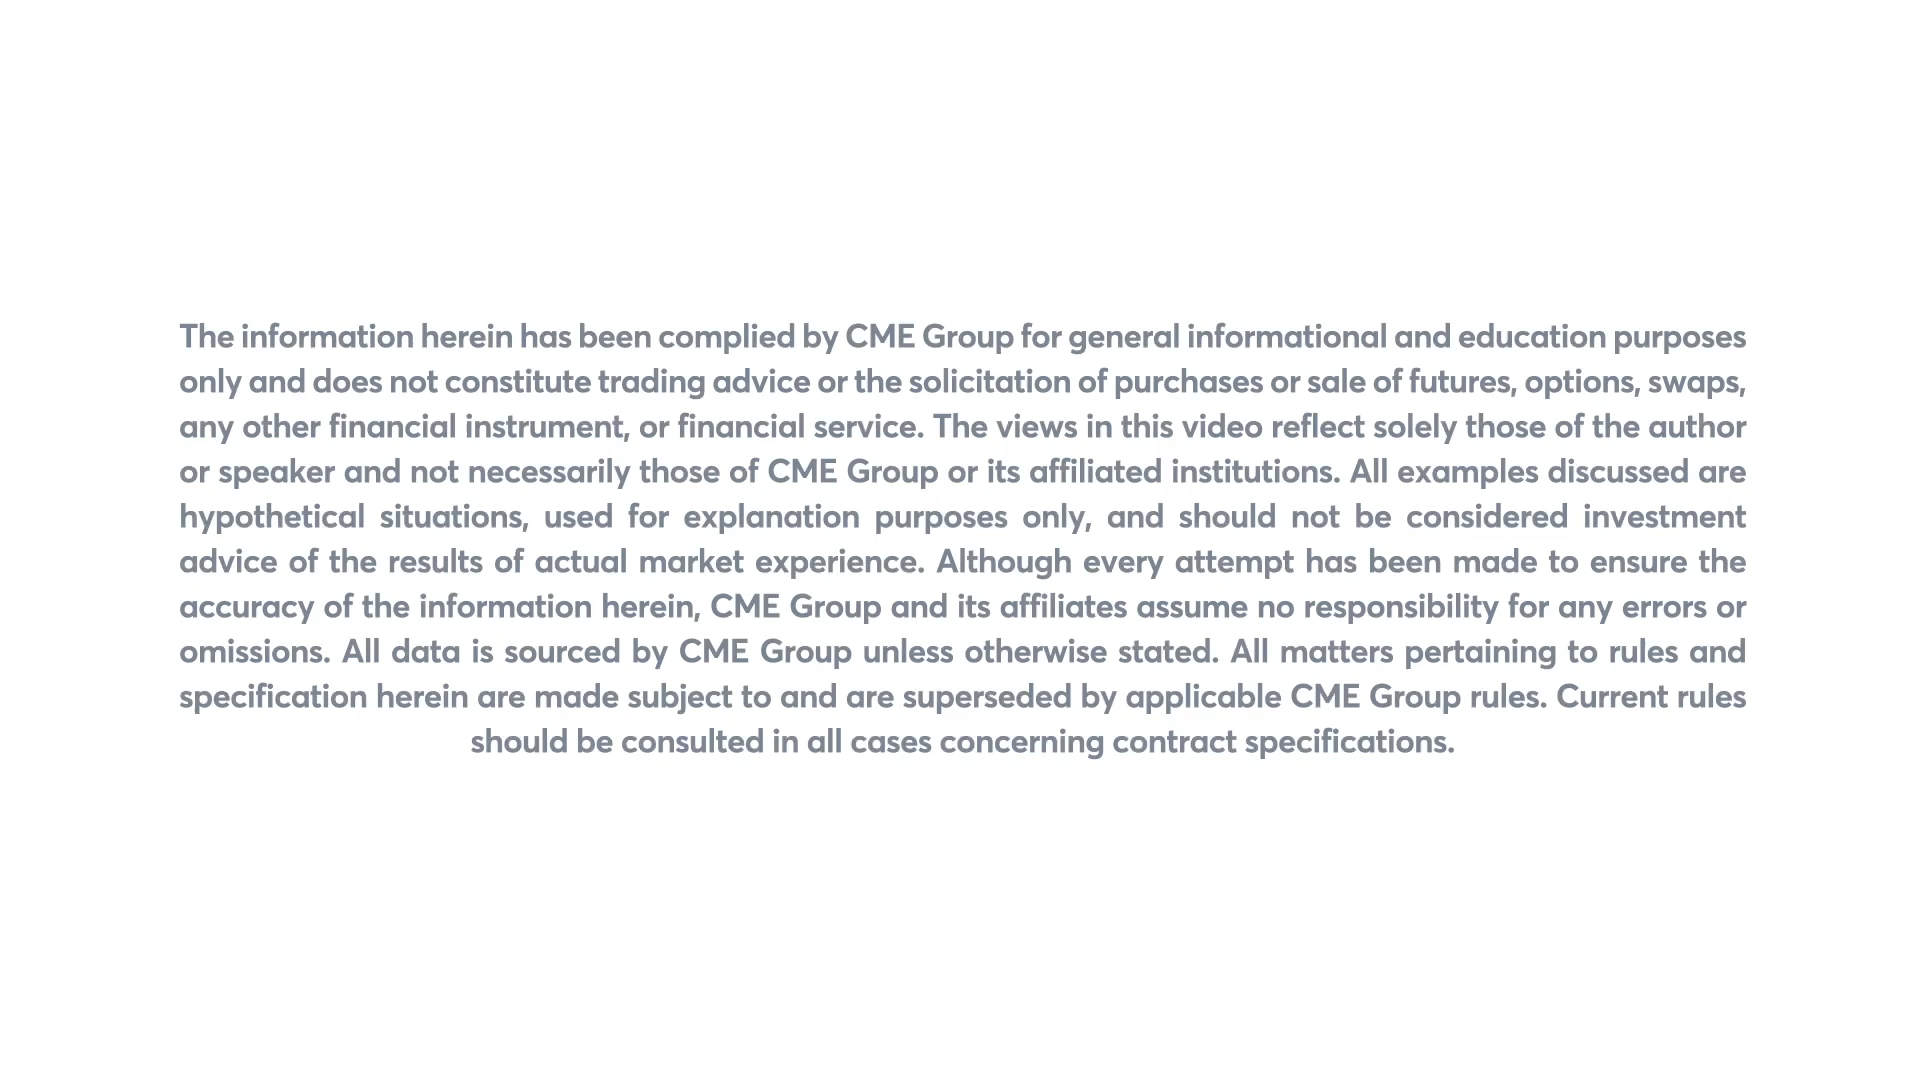 The information herein has been complied by CME Group for general informational and education purposes
only and does not constitute trading advice or the solicitation of purchases or sale of futures, options, swaps,
any other financial instrument, or financial service. The views in this video reflect solely those of the author
or speaker and not necessarily those of CME Group or its affiliated institutions. All examples discussed are
hypothetical situations, used for explanation purposes only, and should not be considered investment
advice of the results of actual market experience. Although every attempt has been made to ensure the
accuracy of the information herein, CME Group and its affiliates assume no responsibility for any errors or
omissions. All data is sourced by CME Group unless otherwise stated. All matters pertaining to rules and
specification herein are made subject to and are superseded by applicable CME Group rules. Current rules
should be consulted in all cases concerning contract specifications.